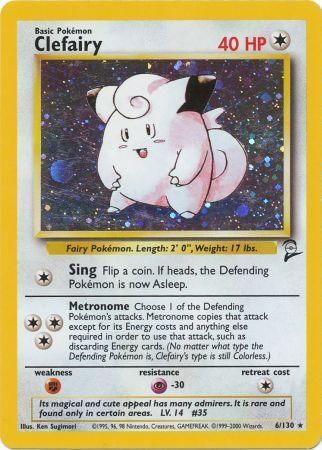 Basic Pokémon
Clefairy
40 HP
Fairy Pokémon. Length: 2' 0", Weight: 17 lbs.
Sing Flip a coin. If heads, the Defending
Pokémon is now Asleep.
Metronome Choose 1 of the Defending
Pokémon's attacks. Metronome copies that attack
except for its Energy costs and anything else
required in order to use that attack, such as
discarding Energy cards. (No matter what type the
Defending Pokémon is, Clefairy's type is still Colorless.)
weakness resistance retreat cost
-30
Its magical and cute appeal has many admirers. It is rare and
found only in certain areas. LV. 14 #35
Illus. Ken Sugimori ©1995, 96, 98 Nintendo, Creatures, GAMEFREAK. ©1999-2000 Wizards. 6/130 ★